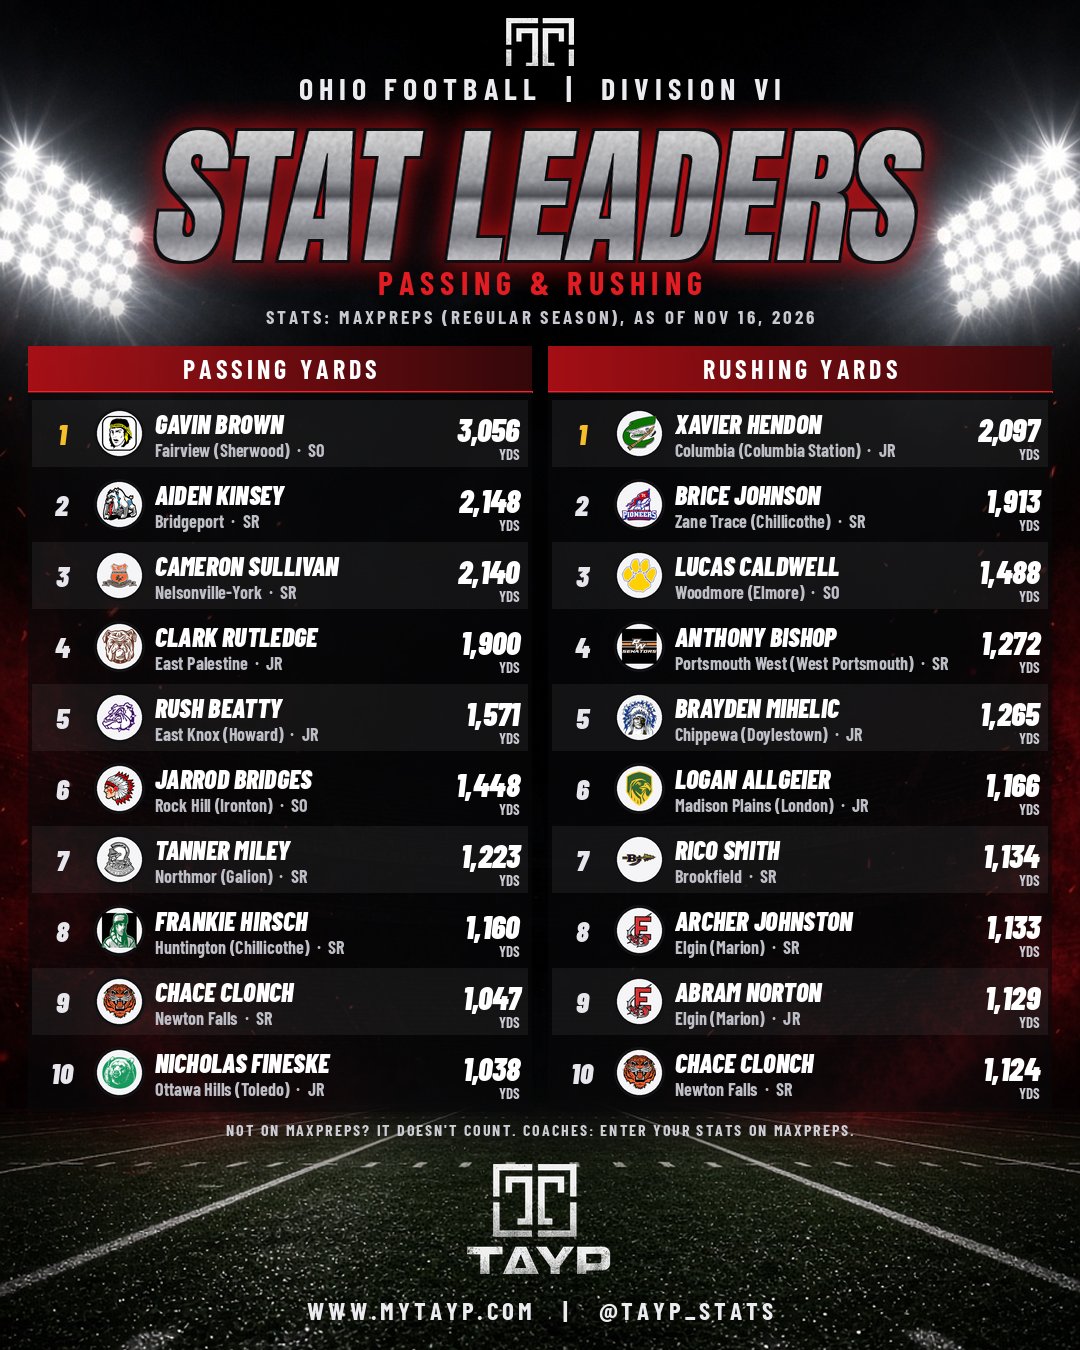 OHIO FOOTBALL | DIVISION VI
STAT LEADERS
PASSING & RUSHING
STATS: MAXPREPS (REGULAR SEASON), AS OF NOV 16, 2026
PASSING YARDS
1 GAVIN BROWN 3,056
Fairview (Sherwood) · SO YDS
2 AIDEN KINSEY 2,148
Bridgeport · SR YDS
3 CAMERON SULLIVAN 2,140
Nelsonville-York · SR YDS
4 CLARK RUTLEDGE 1,900
East Palestine · JR YDS
5 RUSH BEATTY 1,571
East Knox (Howard) · JR YDS
6 JARROD BRIDGES 1,448
Rock Hill (Ironton) · SO YDS
7 TANNER MILEY 1,223
Northmor (Galion) · SR YDS
8 FRANKIE HIRSCH 1,160
Huntington (Chillicothe) · SR YDS
9 CHACE CLONCH 1,047
Newton Falls · SR YDS
10 NICHOLAS FINESKE 1,038
Ottawa Hills (Toledo) · JR YDS
RUSHING YARDS
1 XAVIER HENDON 2,097
Columbia (Columbia Station) · JR YDS
2 BRICE JOHNSON 1,913
PIONEERS
Zane Trace (Chillicothe) · SR YDS
3 LUCAS CALDWELL 1,488
Woodmore (Elmore) · SO YDS
4 ANTHONY BISHOP 1,272
PW SENATORS
Portsmouth West (West Portsmouth) · SR YDS
5 BRAYDEN MIHELIC 1,265
Chippewa (Doylestown) · JR YDS
6 LOGAN ALLGEIER 1,166
Madison Plains (London) · JR YDS
7 RICO SMITH 1,134
B
Brookfield · SR YDS
8 ARCHER JOHNSTON 1,133
Elgin (Marion) · SR YDS
9 ABRAM NORTON 1,129
Elgin (Marion) · JR YDS
10 CHACE CLONCH 1,124
Newton Falls · SR YDS
NOT ON MAXPREPS? IT DOESN'T COUNT. COACHES: ENTER YOUR STATS ON MAXPREPS.
TAYP
WWW.MYTAYP.COM | @TAYP_STATS